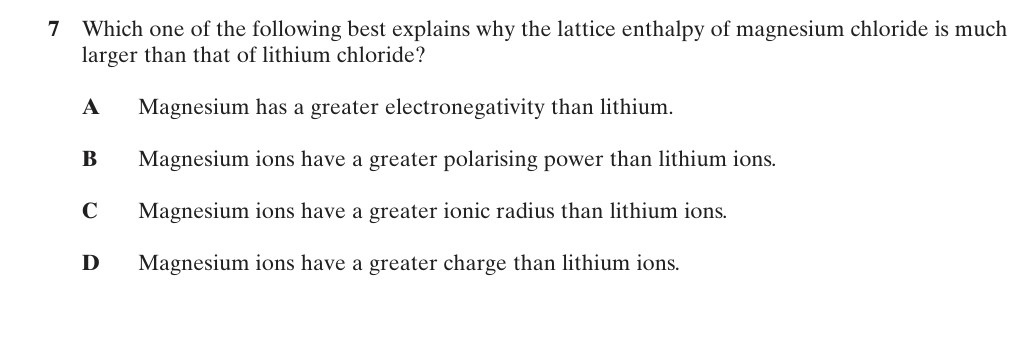 7 Which one of the following best explains why the lattice enthalpy of magnesium chloride is much
larger than that of lithium chloride?
A Magnesium has a greater electronegativity than lithium.
B Magnesium ions have a greater polarising power than lithium ions.
C Magnesium ions have a greater ionic radius than lithium ions.
D Magnesium ions have a greater charge than lithium ions.